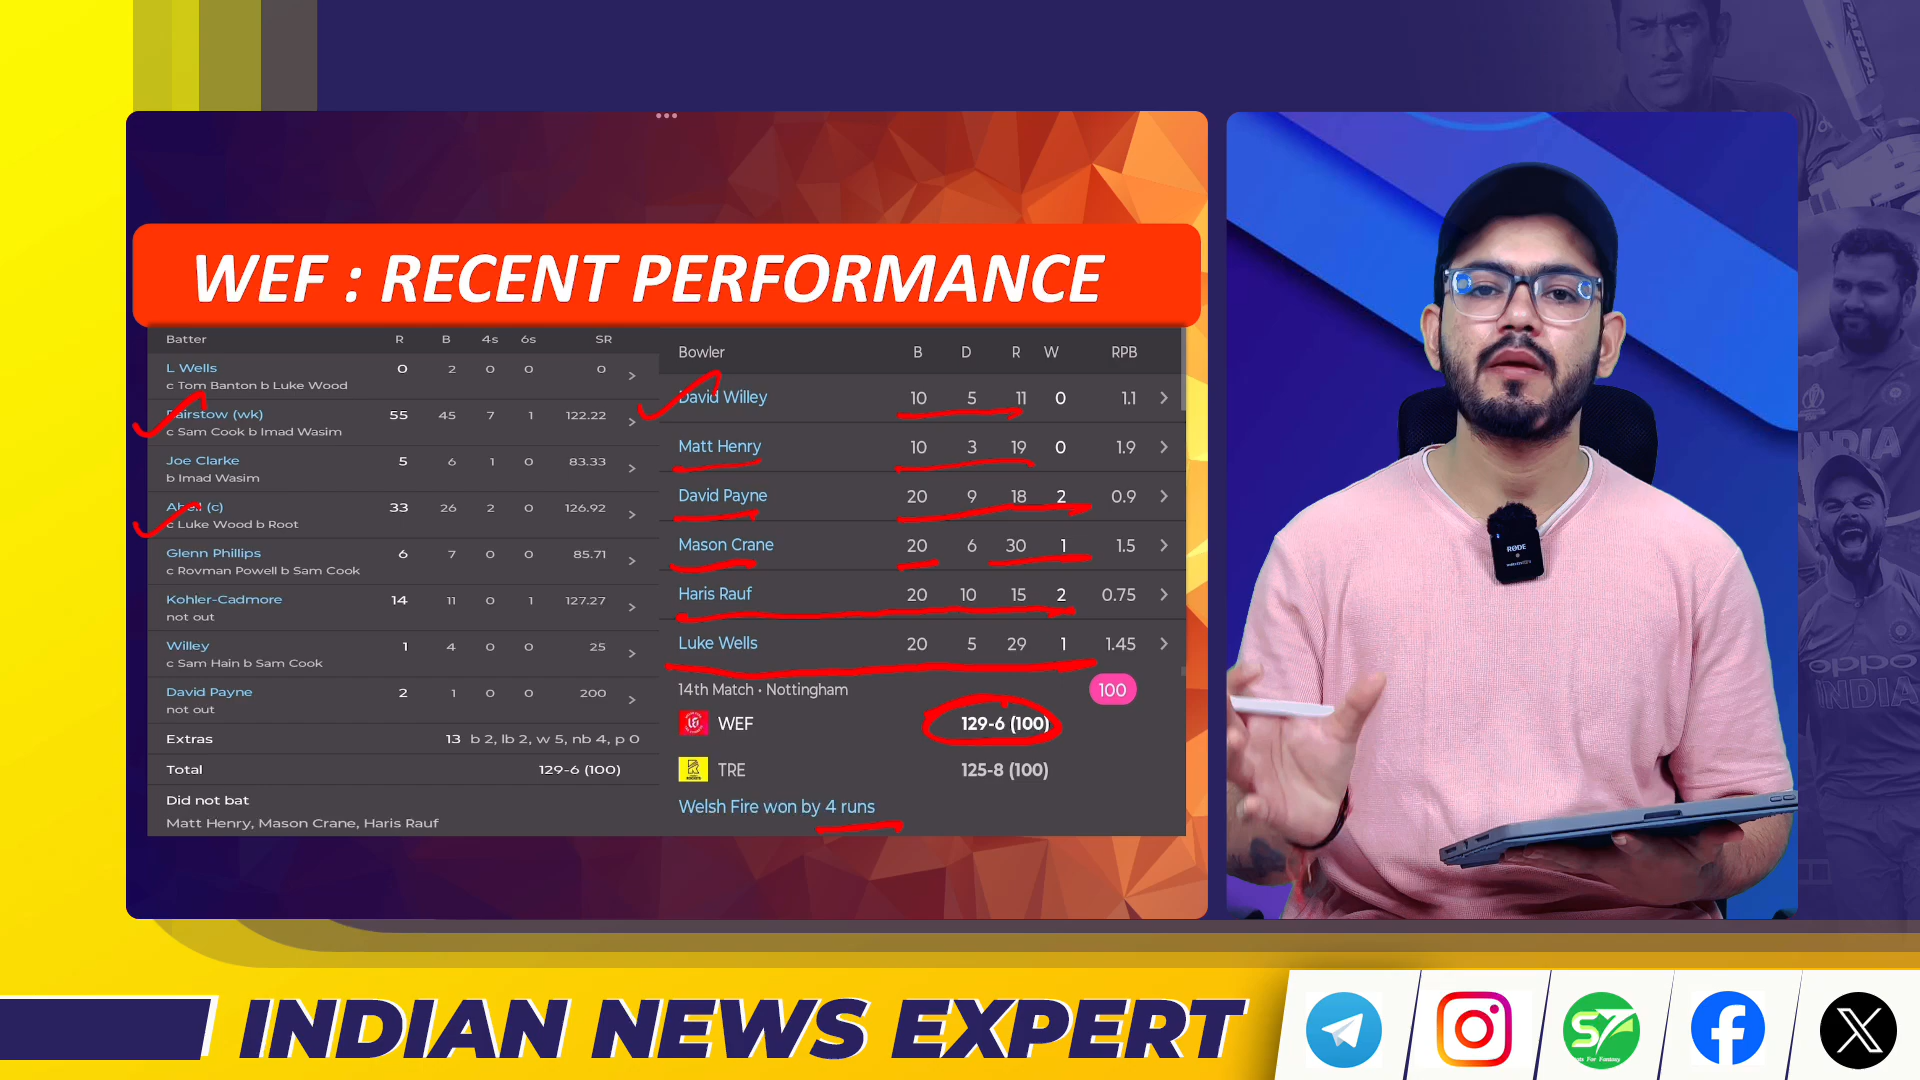 WEF : RECENT PERFORMANCE
Batter R B 4s 6s SR
L Wells 0 2 0 0 0
c Tom Banton b Luke Wood
Bairstow (wk) 55 45 7 1 122.22
c Sam Cook b Imad Wasim
Joe Clarke 5 6 1 0 83.33
b Imad Wasim
Abell (c) 33 26 2 0 126.92
c Luke Wood b Root
Glenn Phillips 6 7 0 0 85.71
c Rovman Powell b Sam Cook
Kohler-Cadmore 14 11 0 1 127.27
not out
Willey 1 4 0 0 25
c Sam Hain b Sam Cook
David Payne 2 1 0 0 200
not out
Extras 13 b 2, lb 2, w 5, nb 4, p 0
Total 129-6 (100)
Did not bat
Matt Henry, Mason Crane, Haris Rauf
Bowler B D R W RPB
David Willey 10 5 11 0 1.1
Matt Henry 10 3 19 0 1.9
David Payne 20 9 18 2 0.9
Mason Crane 20 6 30 1 1.5
Haris Rauf 20 10 15 2 0.75
Luke Wells 20 5 29 1 1.45
14th Match • Nottingham 100
WEF 129-6 (100)
TRE 125-8 (100)
Welsh Fire won by 4 runs
RØDE
INDIA
oppo
INDIA
INDIAN NEWS EXPERT
S7